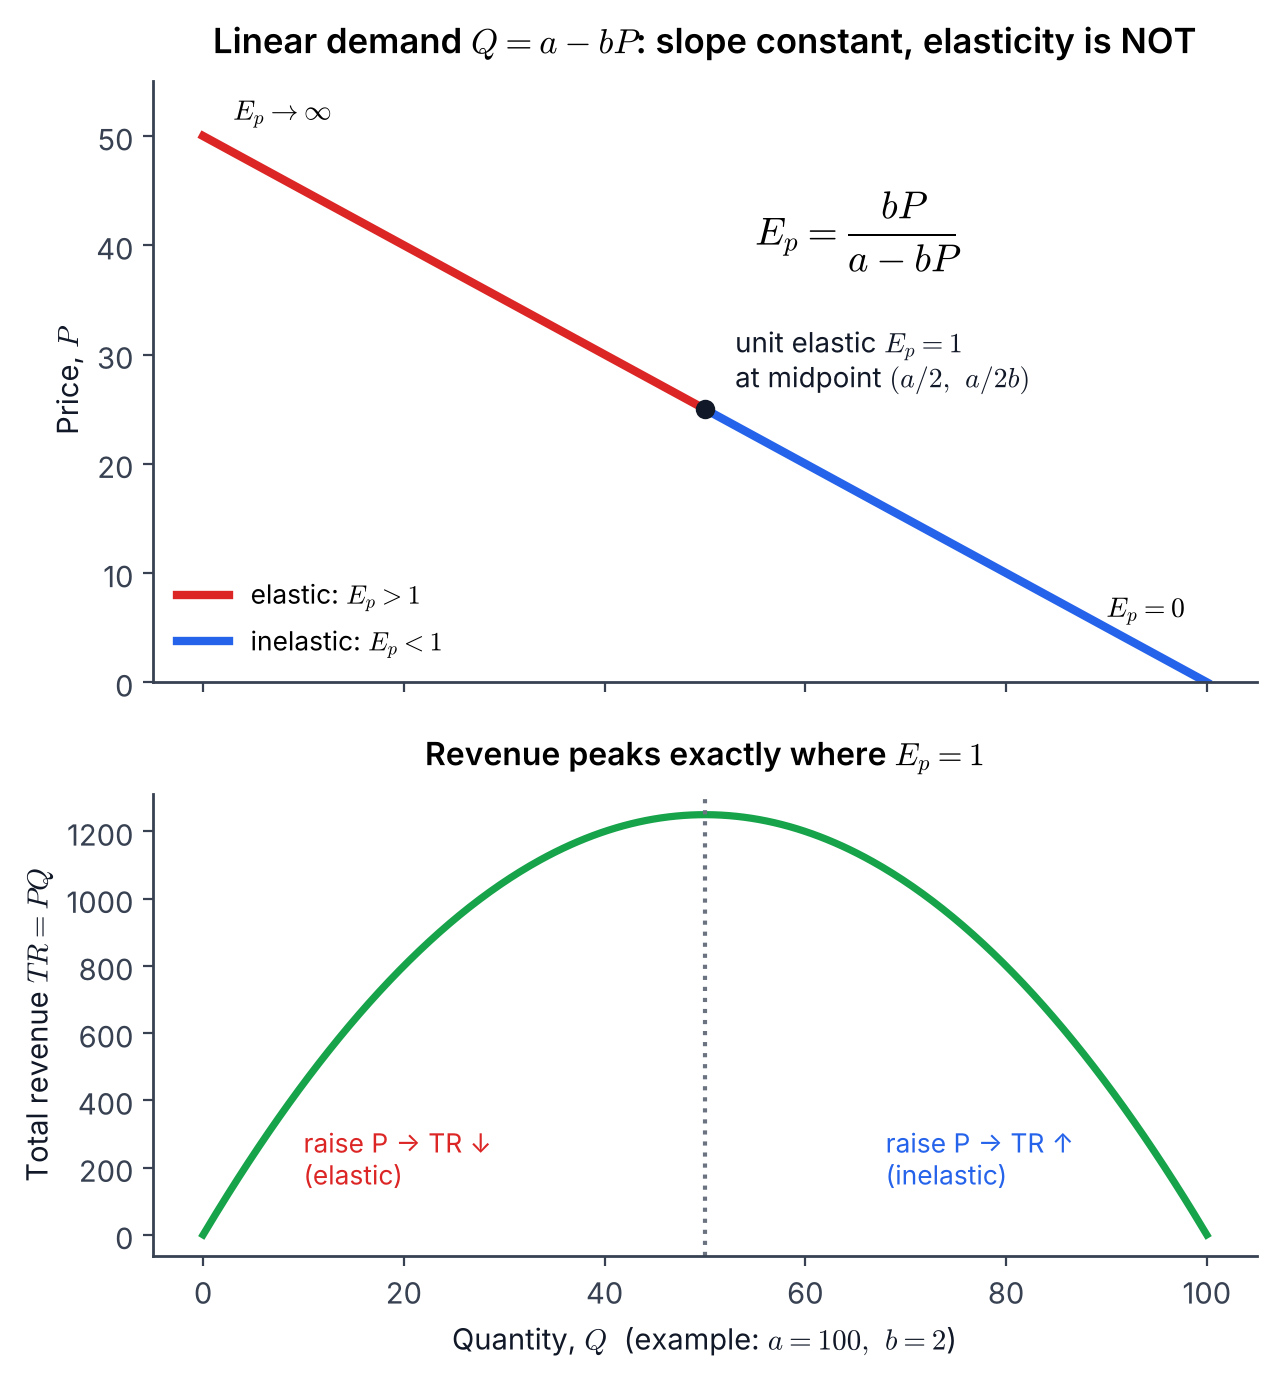 Linear demand Q = a − bP: slope constant, elasticity is NOT
E_p → ∞
50
40
30
20
10
0
Price, P
E_p = bP / (a − bP)
unit elastic E_p = 1
at midpoint (a/2, a/2b)
E_p = 0
elastic: E_p > 1
inelastic: E_p < 1
Revenue peaks exactly where E_p = 1
1200
1000
800
600
400
200
0
Total revenue TR = PQ
raise P → TR ↓
(elastic)
raise P → TR ↑
(inelastic)
0 20 40 60 80 100
Quantity, Q (example: a = 100, b = 2)